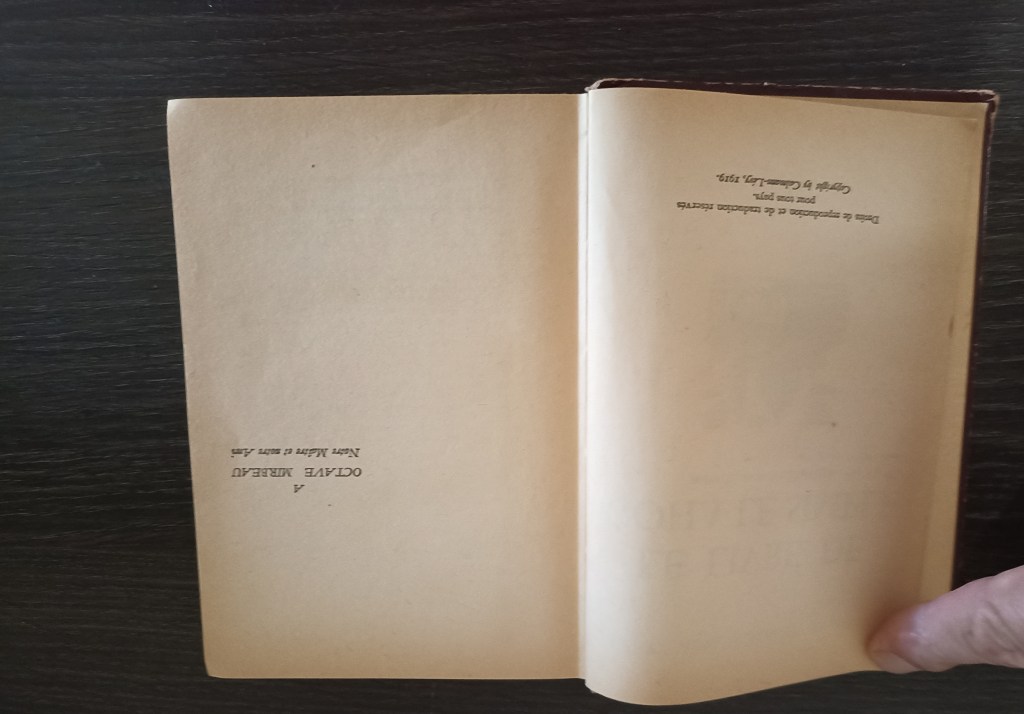 Droits de reproduction et de traduction réservés
pour tous pays.
Copyright by Calmann-Lévy, 1919.
A
OCTAVE MIRBEAU
Notre Maître et notre Ami